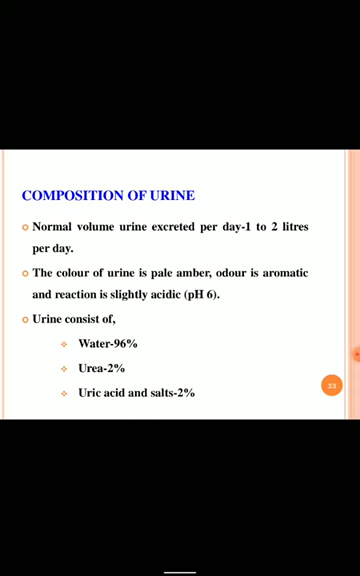 COMPOSITION OF URINE
Normal volume urine excreted per day-1 to 2 litres
per day.
The colour of urine is pale amber, odour is aromatic
and reaction is slightly acidic (pH 6).
Urine consist of,
Water-96%
Urea-2%
Uric acid and salts-2%
23